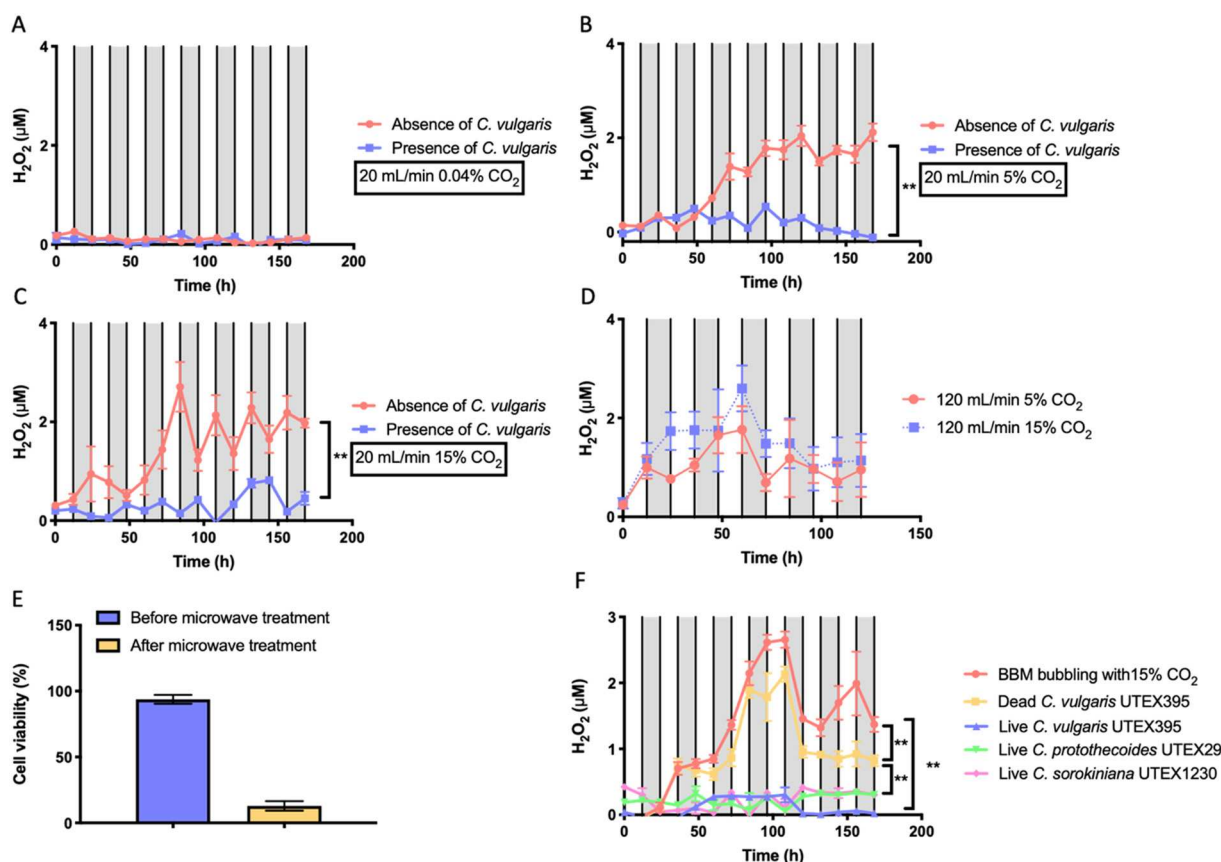 A
4
2
0
H₂O₂ (μM)
0 50 100 150 200
Time (h)
Absence of C. vulgaris
Presence of C. vulgaris
20 mL/min 0.04% CO₂
B
4
2
0
H₂O₂ (μM)
0 50 100 150 200
Time (h)
Absence of C. vulgaris
Presence of C. vulgaris
** 20 mL/min 5% CO₂
C
4
2
0
H₂O₂ (μM)
0 50 100 150 200
Time (h)
Absence of C. vulgaris
Presence of C. vulgaris
** 20 mL/min 15% CO₂
D
4
2
0
H₂O₂ (μM)
0 50 100 150
Time (h)
120 mL/min 5% CO₂
120 mL/min 15% CO₂
E
Before microwave treatment
After microwave treatment
150
100
50
0
Cell viability (%)
F
3
2
1
0
H₂O₂ (μM)
0 50 100 150 200
Time (h)
**
**
**
BBM bubbling with15% CO₂
Dead C. vulgaris UTEX395
Live C. vulgaris UTEX395
Live C. protothecoides UTEX29
Live C. sorokiniana UTEX1230